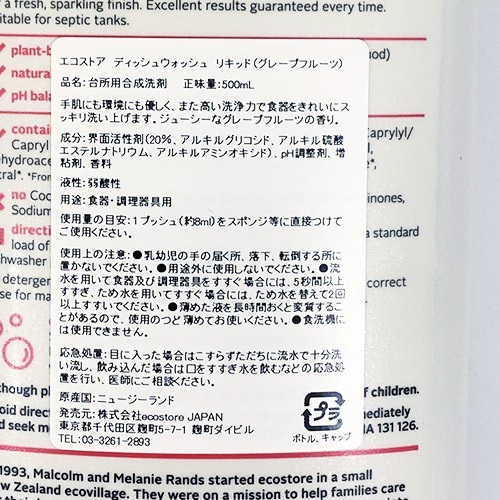 a fresh, sparkling finish. Excellent results guaranteed every time.
itable for septic tanks.
plant-b
natura
pH bala
contain
Capryl
hydroace
elatral*. *From
no Coc
Sodium
directi
load of
hwasher
detergen
se for ma
hod)
Caprylyl/
inones,
a standard
correct
エコストア ディッシュウォッシュ リキッド(グレープフルーツ)
品名:台所用合成洗剤 正味量:500mL
手肌にも環境にも優しく、また高い洗浄力で食器をきれいにス
ッキリ洗い上げます。ジューシーなグレープフルーツの香り。
成分:界面活性剤(20%、アルキルグリコシド、アルキル硫酸
エステルナトリウム、アルキルアミンオキシド)、pH調整剤、増
粘剤、香料
液性:弱酸性
用途:食器・調理器具用
使用量の目安:1プッシュ(約8ml)をスポンジ等に直接つけて
ご使用ください。
使用上の注意:●乳幼児の手の届く所、落下、転倒する所に
置かないでください。●用途外に使用しないでください。●流
水を用いて食器及び調理器具をすすぐ場合には、5秒間以上
すすぎ、ため水を用いてすすぐ場合には、ため水を替えて2回
以上すすいでください。●薄めた液を長時間おくと変質するこ
とがあるので、使用のつど薄めてお使いください。●食洗機に
は使用できません。
応急処置:目に入った場合はこすらずただちに流水で十分洗
い流し、飲み込んだ場合は口をすすぎ水を飲むなどの応急処
置を行い、医師にご相談ください。
原産国:ニュージーランド
発売元:株式会社ecostore JAPAN
東京都千代田区麹町5-7-1 麹町ダイビル
TEL:03-3261-2893
プラ
ボトル、キャップ
hough pl
of children.
oid direc
d seek m
IA 131 126.
1993, Malcolm and Melanie Rands started ecostore in a small
w Zealand ecovillage. They were on a mission to help families care